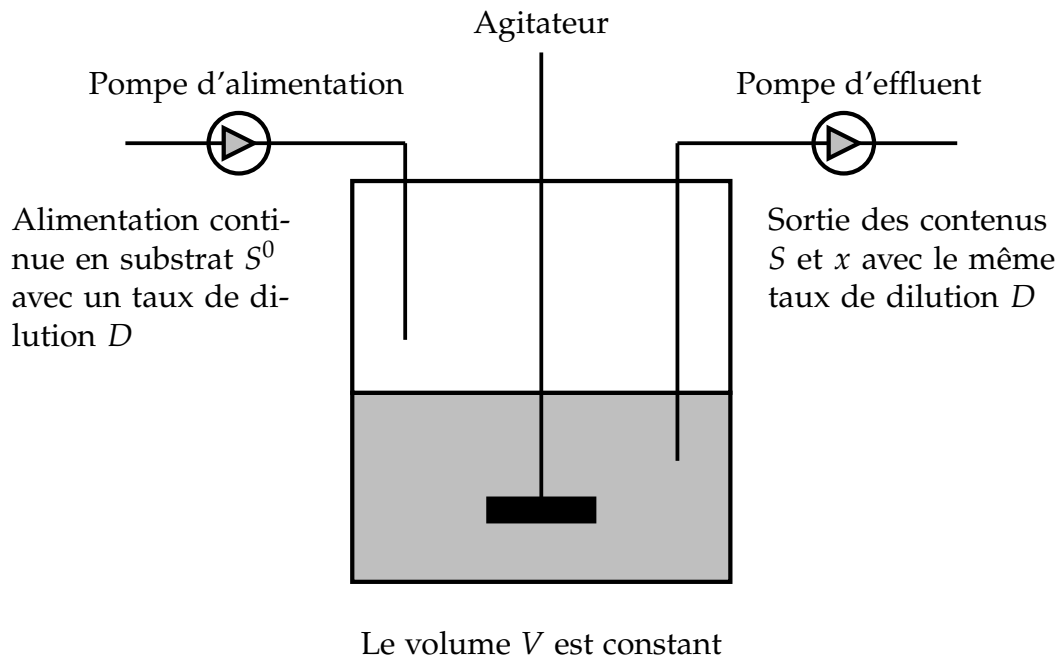 Agitateur
Pompe d'alimentation
Pompe d'effluent
Alimentation conti-
nue en substrat S⁰
avec un taux de di-
lution D
Sortie des contenus
S et x avec le même
taux de dilution D
Le volume V est constant